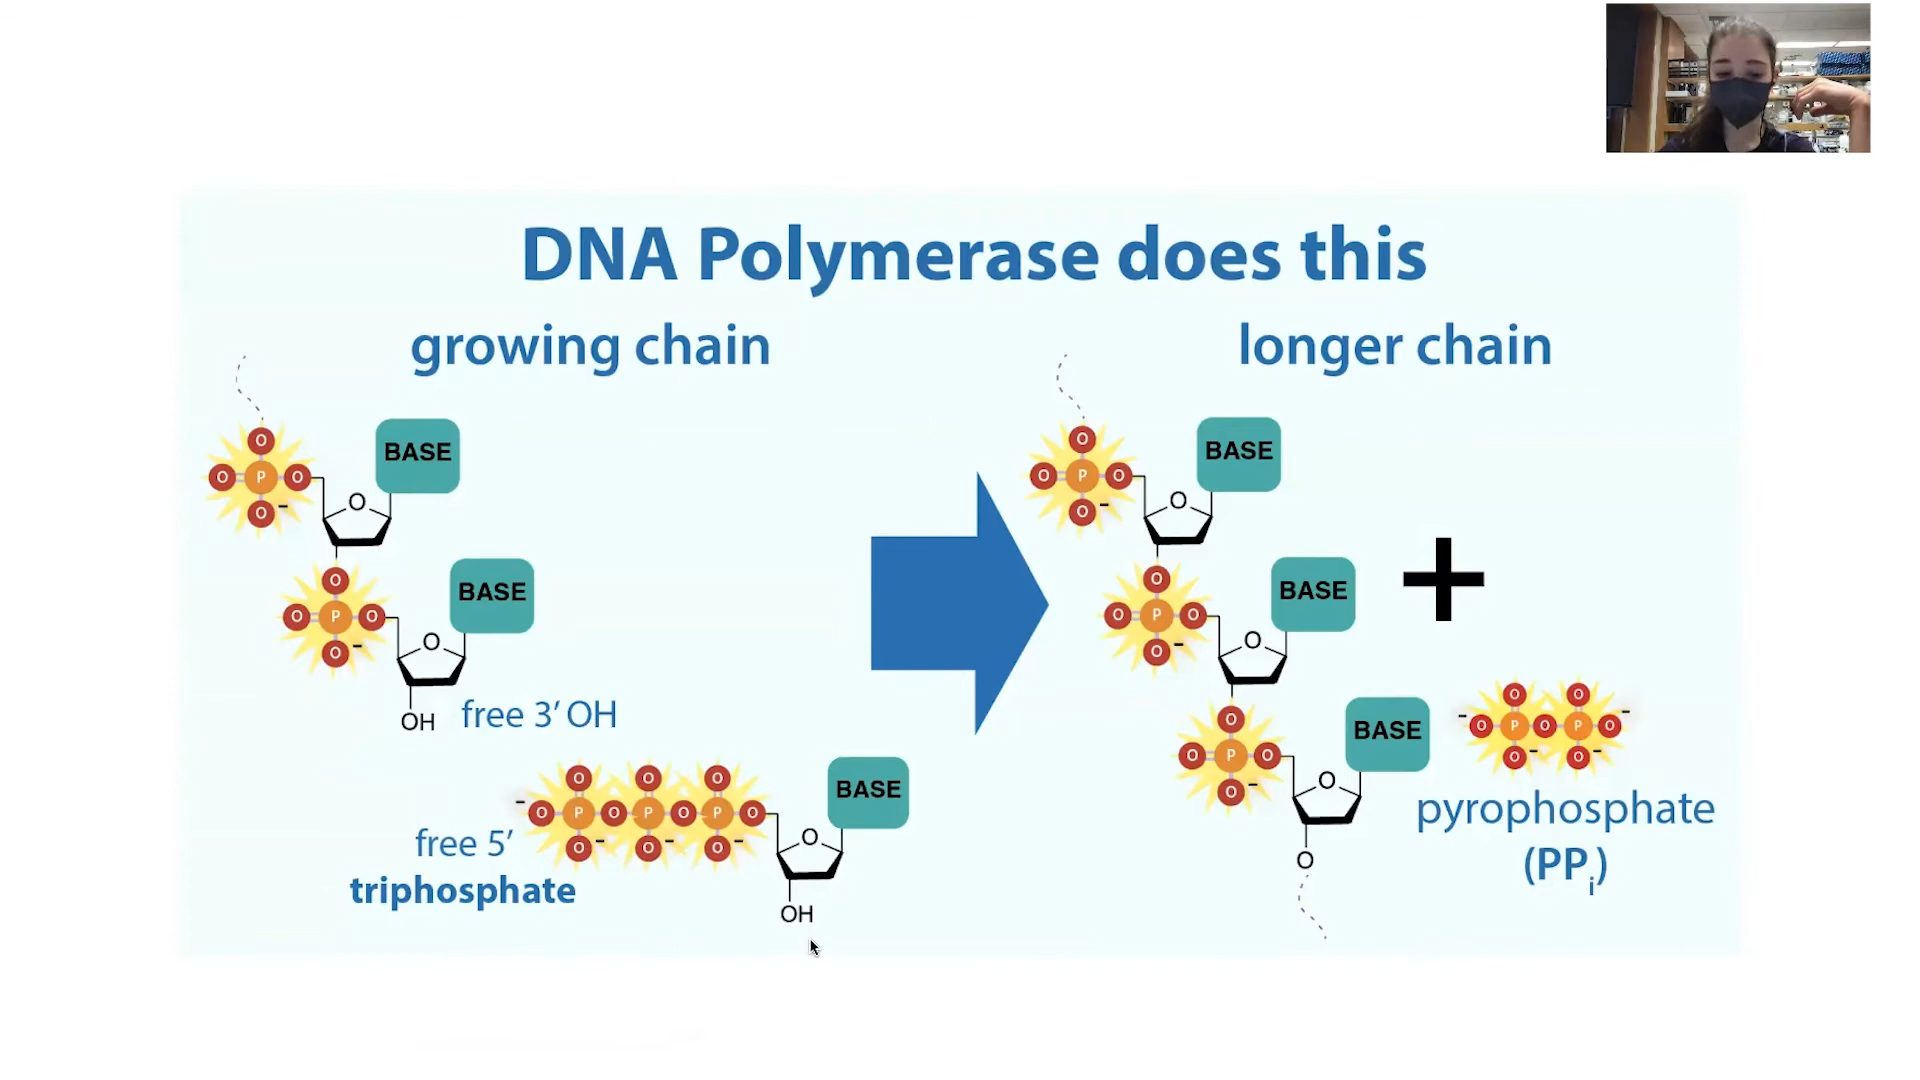 DNA Polymerase does this
growing chain
longer chain
O
BASE
O P O
O
O -
O
BASE
O P O
O
O -
OH free 3' OH
O O O
BASE
- O P O P O P O
free 5'
O - O - O -
O
triphosphate
OH
O
BASE
O P O
O
O -
O
BASE
O P O
O
O -
+
O
BASE
O P O
O
O -
O
O O
- O P O P O -
O - O -
pyrophosphate
(PPi)